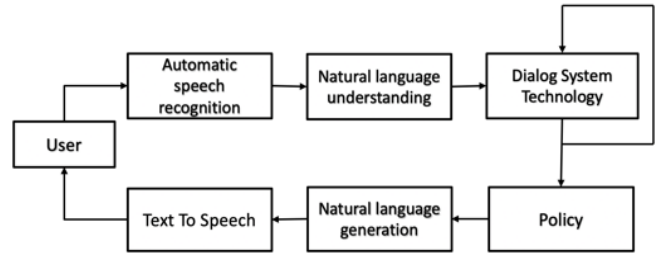 Automatic
speech
recognition
Natural language
understanding
Dialog System
Technology
User
Text To Speech
Natural language
generation
Policy